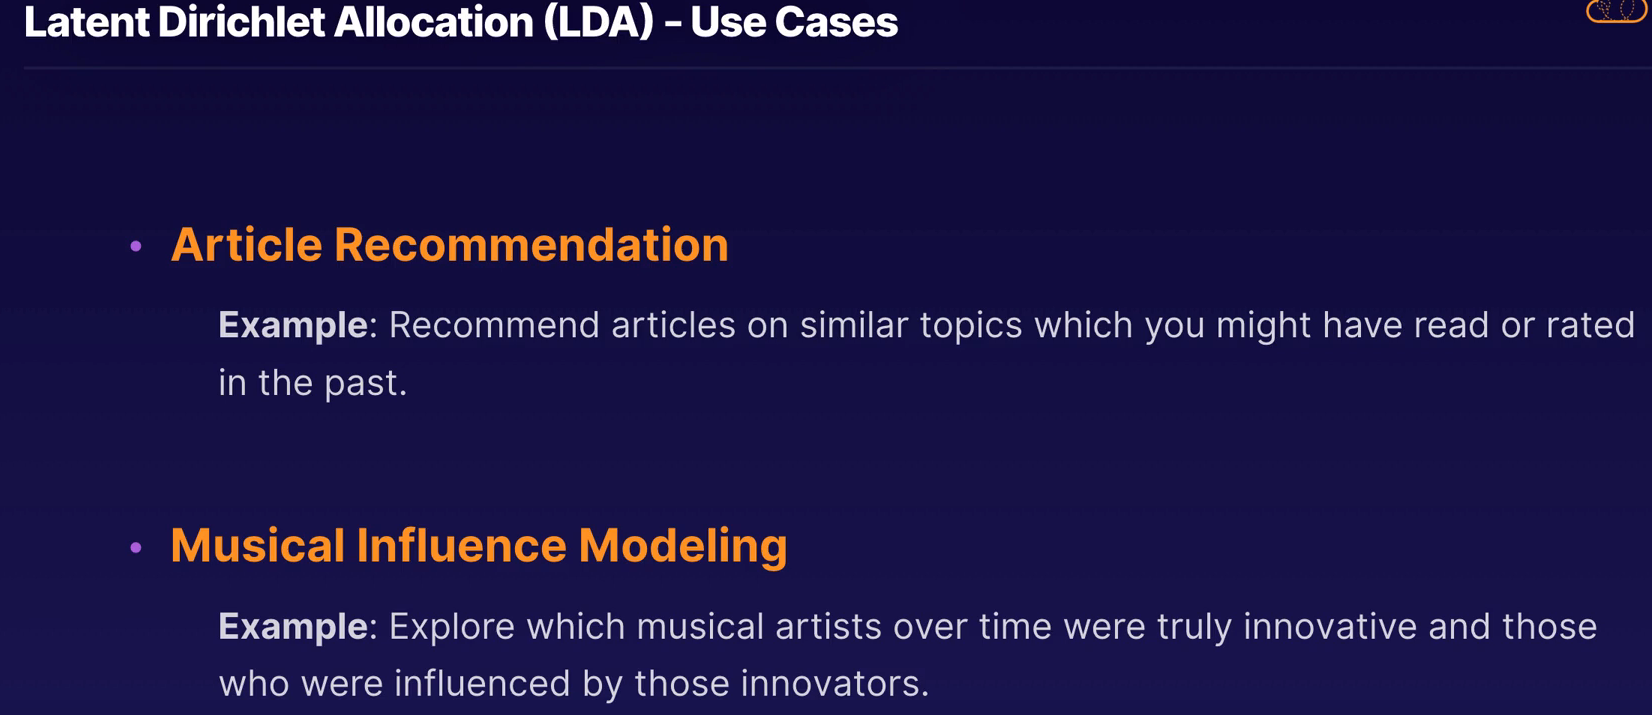 Latent Dirichlet Allocation (LDA) – Use Cases
• Article Recommendation
Example: Recommend articles on similar topics which you might have read or rated
in the past.
• Musical Influence Modeling
Example: Explore which musical artists over time were truly innovative and those
who were influenced by those innovators.